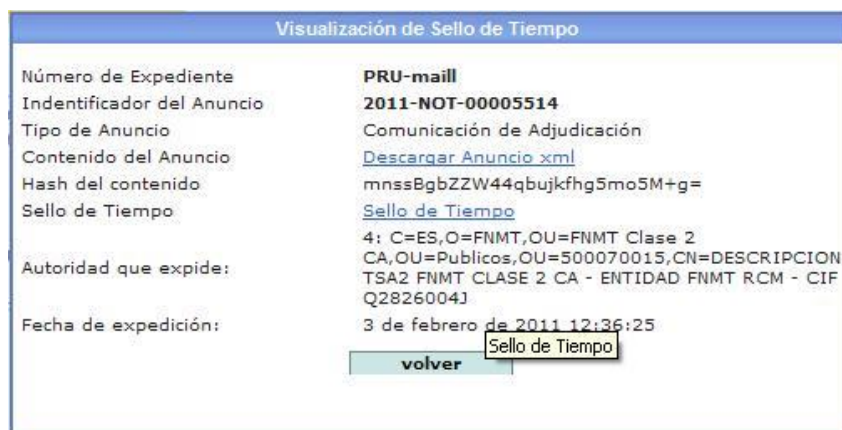 Visualización de Sello de Tiempo
Número de Expediente PRU-maill
Indentificador del Anuncio 2011-NOT-00005514
Tipo de Anuncio Comunicación de Adjudicación
Contenido del Anuncio Descargar Anuncio xml
Hash del contenido mnssBgbZZW44qbujkfhg5mo5M+g=
Sello de Tiempo Sello de Tiempo
Autoridad que expide: 4: C=ES,O=FNMT,OU=FNMT Clase 2
CA,OU=Publicos,OU=500070015,CN=DESCRIPCION
TSA2 FNMT CLASE 2 CA - ENTIDAD FNMT RCM - CIF
Q2826004J
Fecha de expedición: 3 de febrero de 2011 12:36:25
Sello de Tiempo
volver